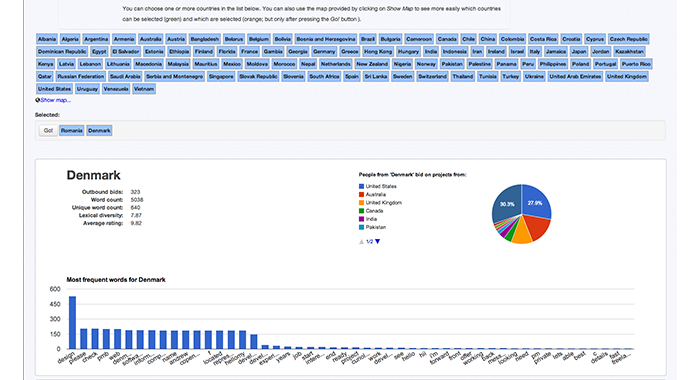 You can choose one or more countries in the list below. You can also use the map provided by clicking on Show Map to see more easily which countries
can be selected (green) and which are selected (orange; but only after pressing the Go! button ).
Albania Algeria Argentina Armenia Australia Austria Bangladesh Belarus Belgium Bolivia Bosnia and Herzegovina Brazil Bulgaria Cameroon Canada Chile China Colombia Costa Rica Croatia Cyprus Czech Republic
Dominican Republic Egypt El Salvador Estonia Ethiopia Finland Florida France Gambia Georgia Germany Greece Hong Kong Hungary India Indonesia Iran Ireland Israel Italy Jamaica Japan Jordan Kazakhstan
Kenya Latvia Lebanon Lithuania Macedonia Malaysia Mauritius Mexico Moldova Morocco Nepal Netherlands New Zealand Nigeria Norway Pakistan Palestine Panama Peru Philippines Poland Portugal Puerto Rico
Qatar Russian Federation Saudi Arabia Serbia and Montenegro Singapore Slovak Republic Slovenia South Africa Spain Sri Lanka Sweden Switzerland Thailand Tunisia Turkey Ukraine United Arab Emirates United Kingdom
United States Uruguay Venezuela Vietnam
Show map...
Selected:
Go! Romania Denmark
Denmark
Outbound bids: 323
Word count: 5038
Unique word count: 640
Lexical diversity: 7.87
Average rating: 9.82
People from 'Denmark' bid on projects from:
United States
Australia
United Kingdom
Canada
India
Pakistan
1/2
30.3%
27.9%
Most frequent words for Denmark
600
450
300
150
0
design please check pmb web denm... softwa... inform... comp... name andrew copen... f located repres... hellomy devel... devel... experi... years job start intere... end ready project curiol... work devel... see hello hi! i'm forward front offer working back looking need pm private lets able best c details fast freela...